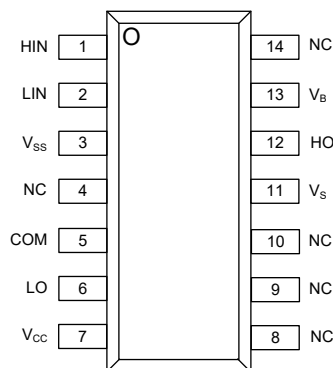 HIN 1 O 14 NC
LIN 2 13 VB
VSS 3 12 HO
NC 4 11 VS
COM 5 10 NC
LO 6 9 NC
VCC 7 8 NC